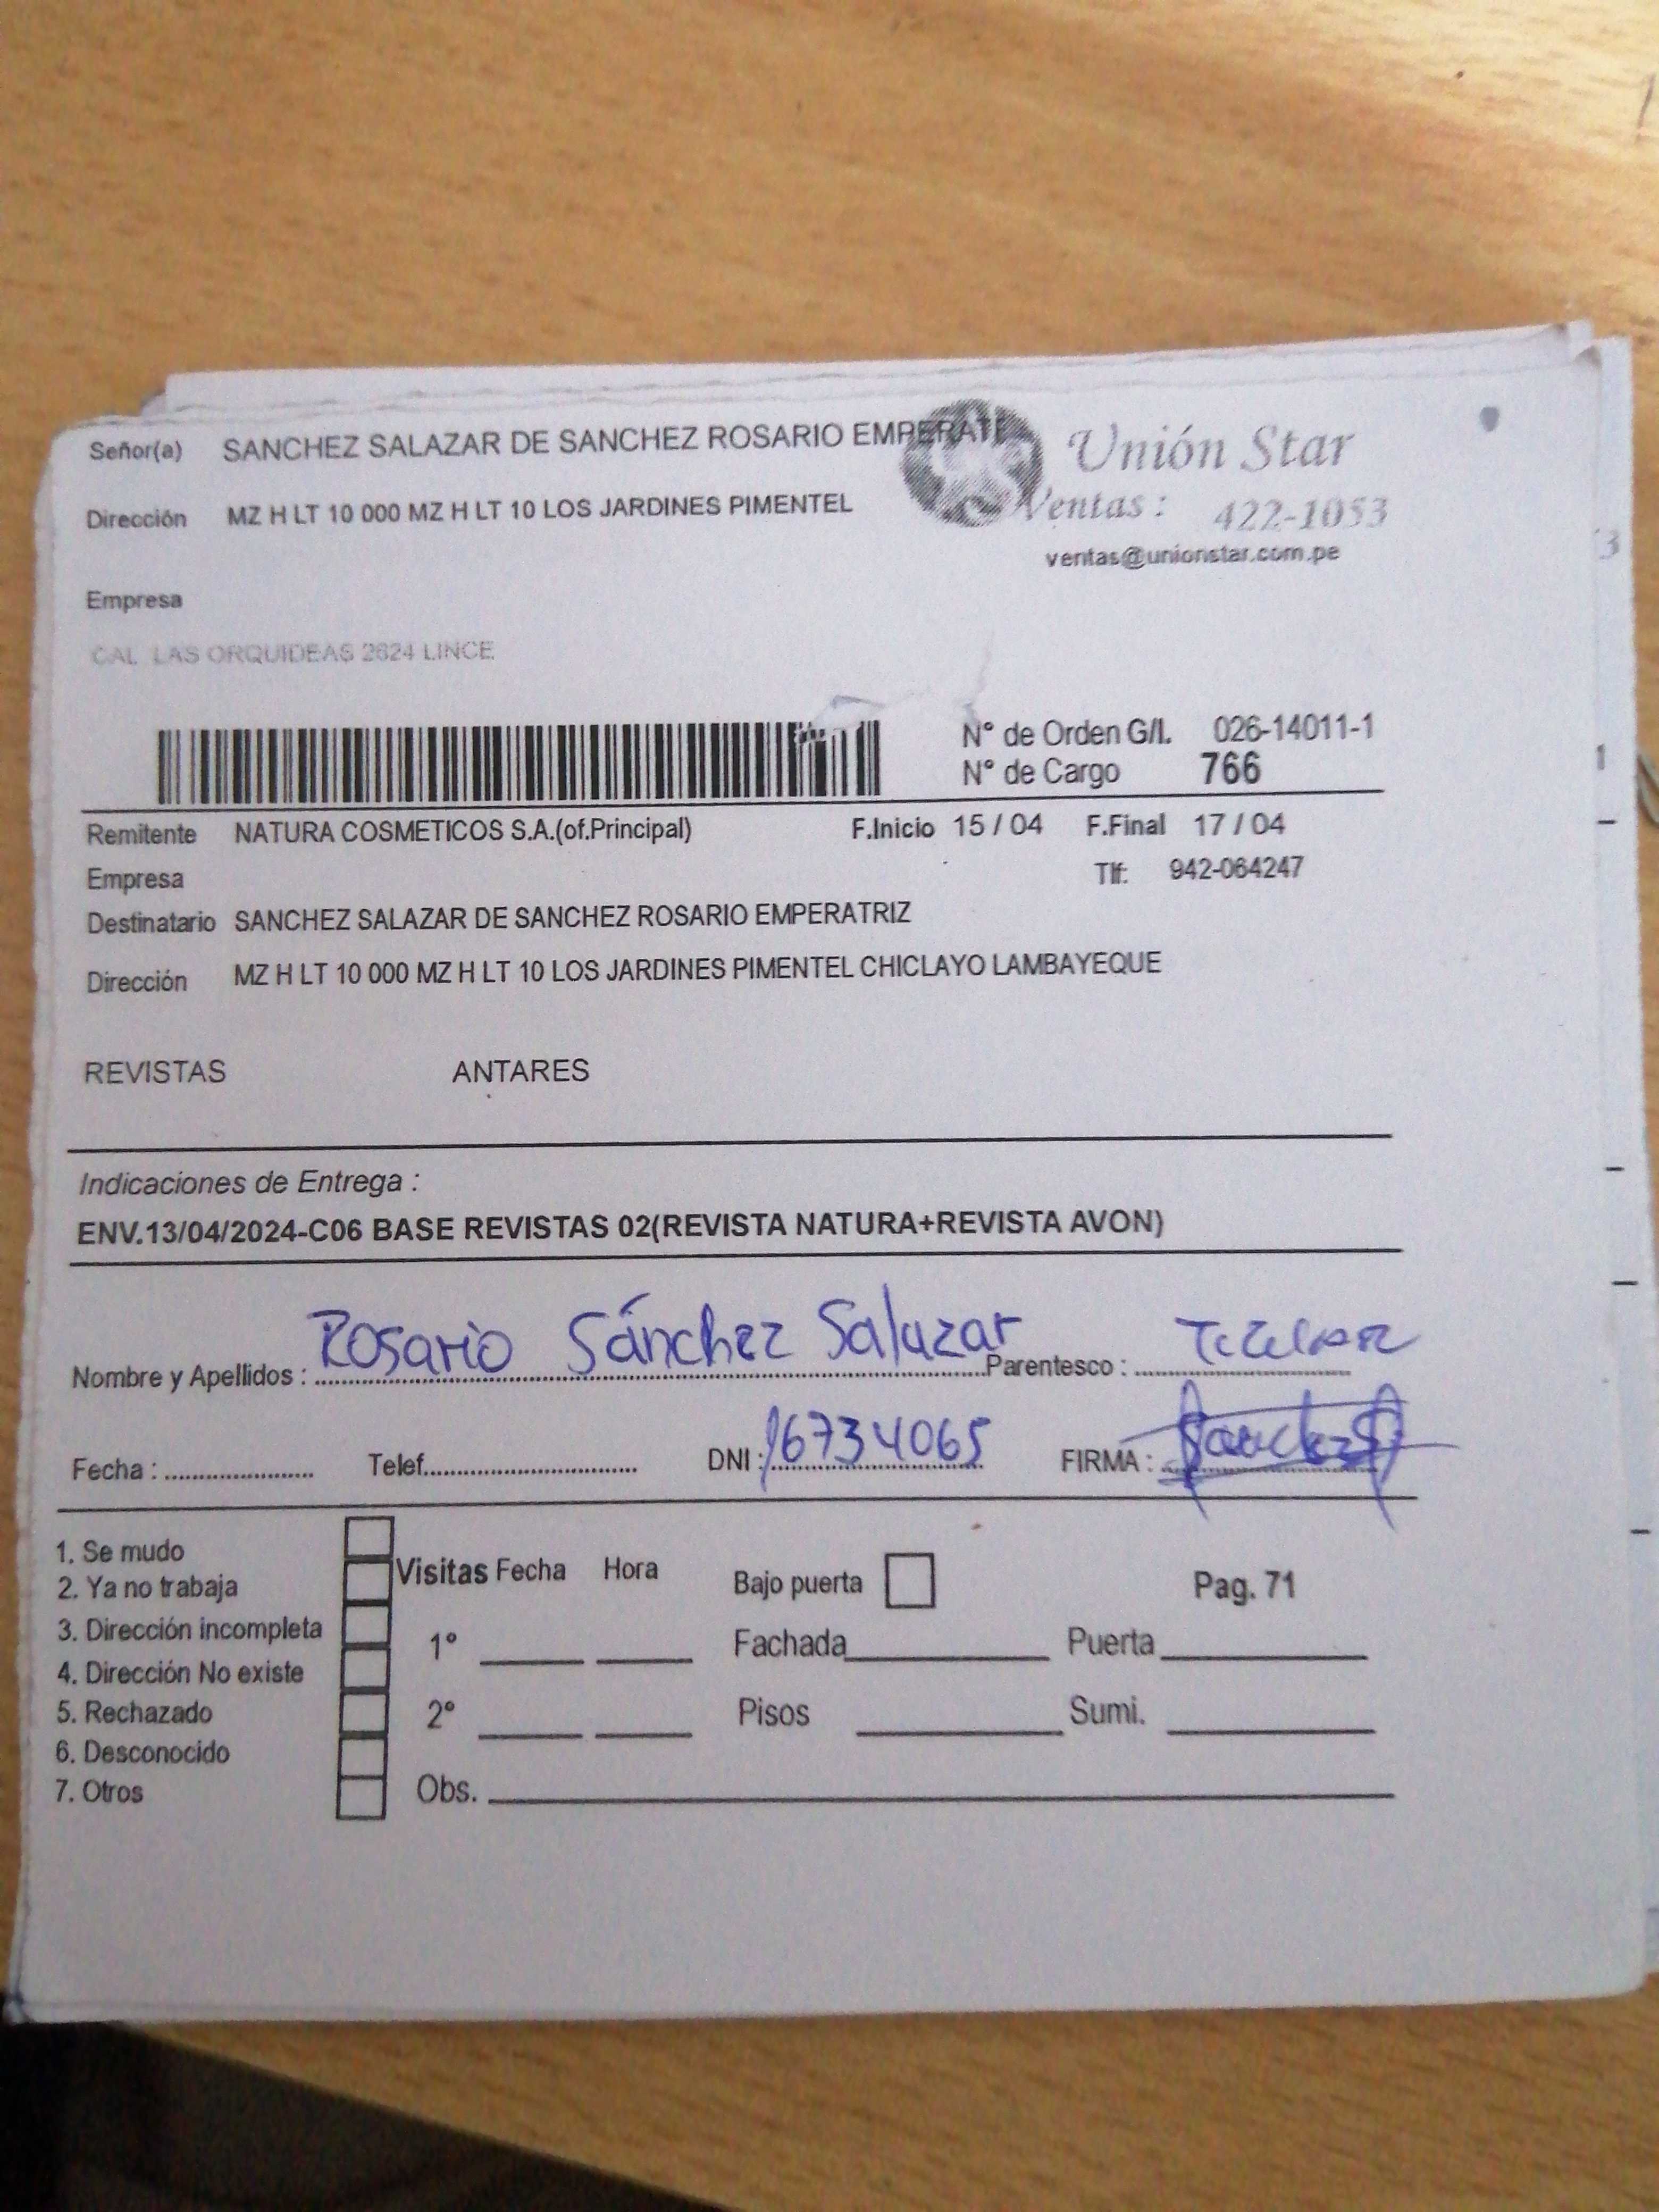 Señor(a) SANCHEZ SALAZAR DE SANCHEZ ROSARIO EMPERAT
Unión Star
Dirección MZ H LT 10 000 MZ H LT 10 LOS JARDINES PIMENTEL
Ventas : 422-1053
ventas@unionstar.com.pe
Empresa
CAL LAS ORQUIDEAS 2624 LINCE
N° de Orden G/I. 026-14011-1
N° de Cargo 766
Remitente NATURA COSMETICOS S.A.(of.Principal) F.Inicio 15 / 04 F.Final 17 / 04
Empresa Tlf: 942-064247
Destinatario SANCHEZ SALAZAR DE SANCHEZ ROSARIO EMPERATRIZ
Dirección MZ H LT 10 000 MZ H LT 10 LOS JARDINES PIMENTEL CHICLAYO LAMBAYEQUE
REVISTAS ANTARES
Indicaciones de Entrega :
ENV.13/04/2024-C06 BASE REVISTAS 02(REVISTA NATURA+REVISTA AVON)
Nombre y Apellidos : Rosario Sánchez Salazar Parentesco :
Fecha : Telef. DNI : 16734065 FIRMA :
1. Se mudo
2. Ya no trabaja
3. Dirección incompleta
4. Dirección No existe
5. Rechazado
6. Desconocido
7. Otros
Visitas Fecha Hora Bajo puerta Pag. 71
1° Fachada Puerta
2° Pisos Sumi.
Obs.